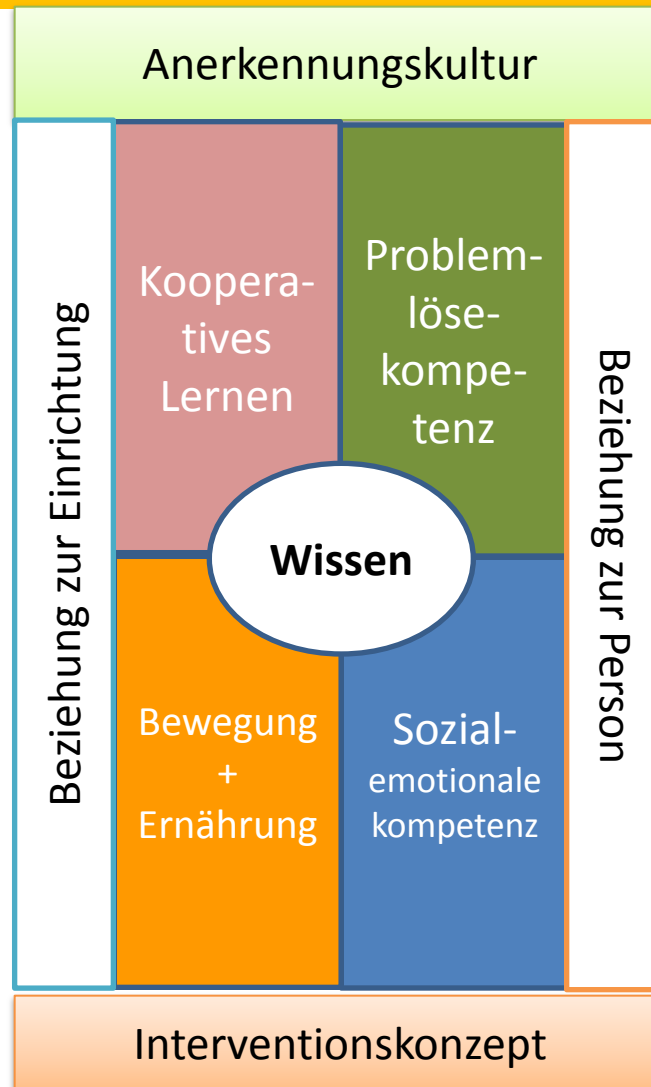 Anerkennungskultur
Beziehung zur Einrichtung
Koopera-
tives
Lernen
Problem-
löse-
kompe-
tenz
Beziehung zur Person
Wissen
Bewegung
+
Ernährung
Sozial-
emotionale
kompetenz
Interventionskonzept